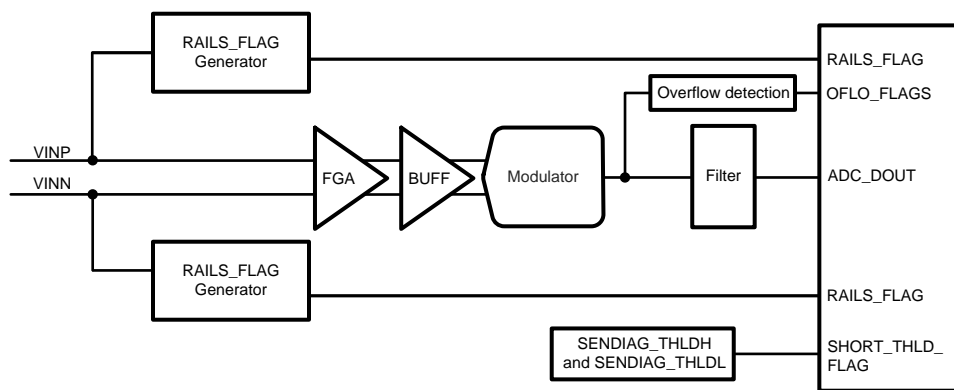 RAILS_FLAG
Generator
RAILS_FLAG
Overflow detection
OFLO_FLAGS
VINP
FGA
BUFF
Modulator
Filter
ADC_DOUT
VINN
RAILS_FLAG
Generator
RAILS_FLAG
SENDIAG_THLDH
and SENDIAG_THLDL
SHORT_THLD_
FLAG